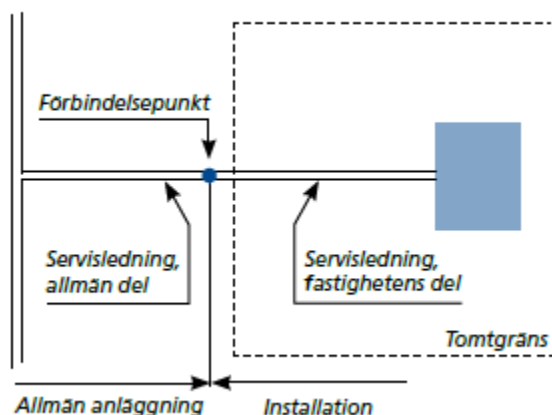 Förbindelsepunkt
Servisledning,
allmän del
Servisledning,
fastighetens del
Tomtgräns
Allmän anläggning
Installation